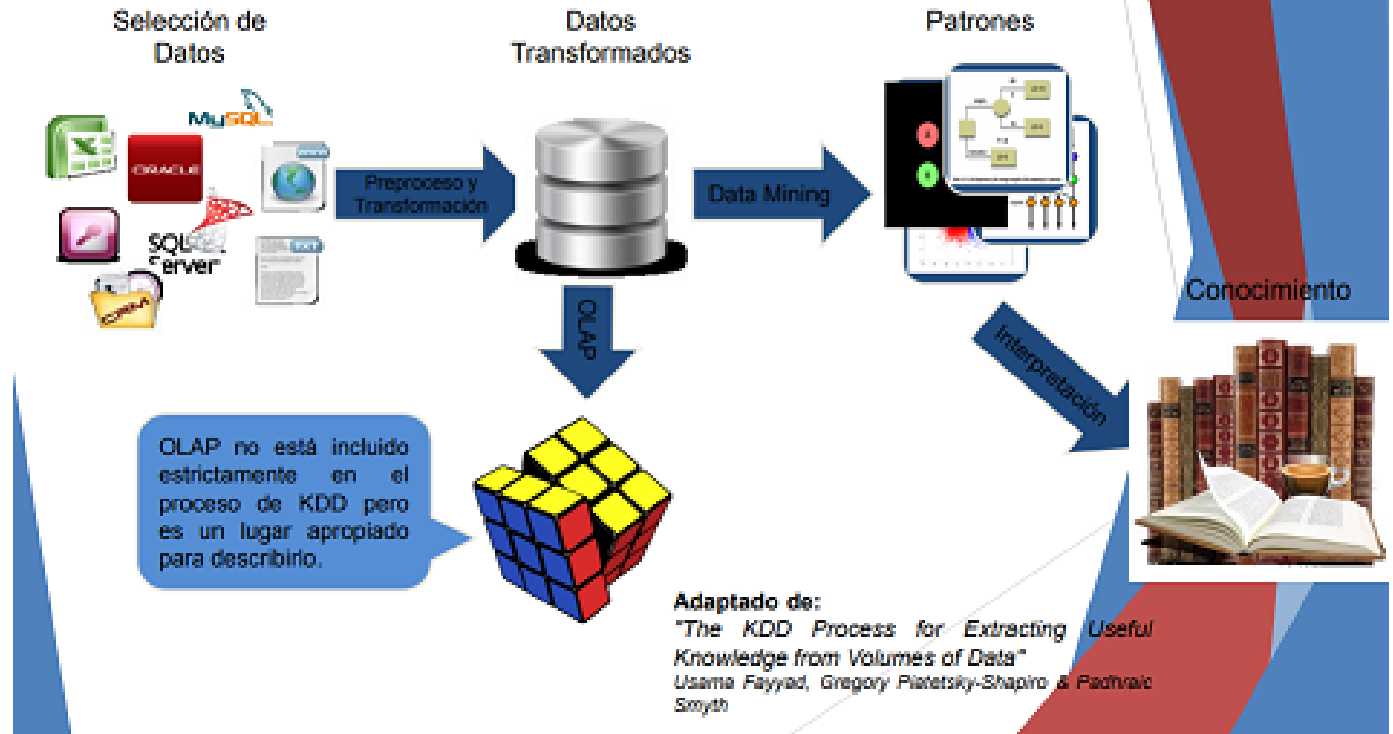 Selección de
Datos
Datos
Transformados
Patrones
MySQL
ORACLE
SQL
Server
TEXT
Preproceso y
Transformación
Data Mining
A
B
OLAP
Interpretación
Conocimiento
OLAP no está incluido
estrictamente en el
proceso de KDD pero
es un lugar apropiado
para describirlo.
Adaptado de:
"The KDD Process for Extracting Useful
Knowledge from Volumes of Data"
Usama Fayyad, Gregory Piatetsky-Shapiro & Padhraic
Smyth